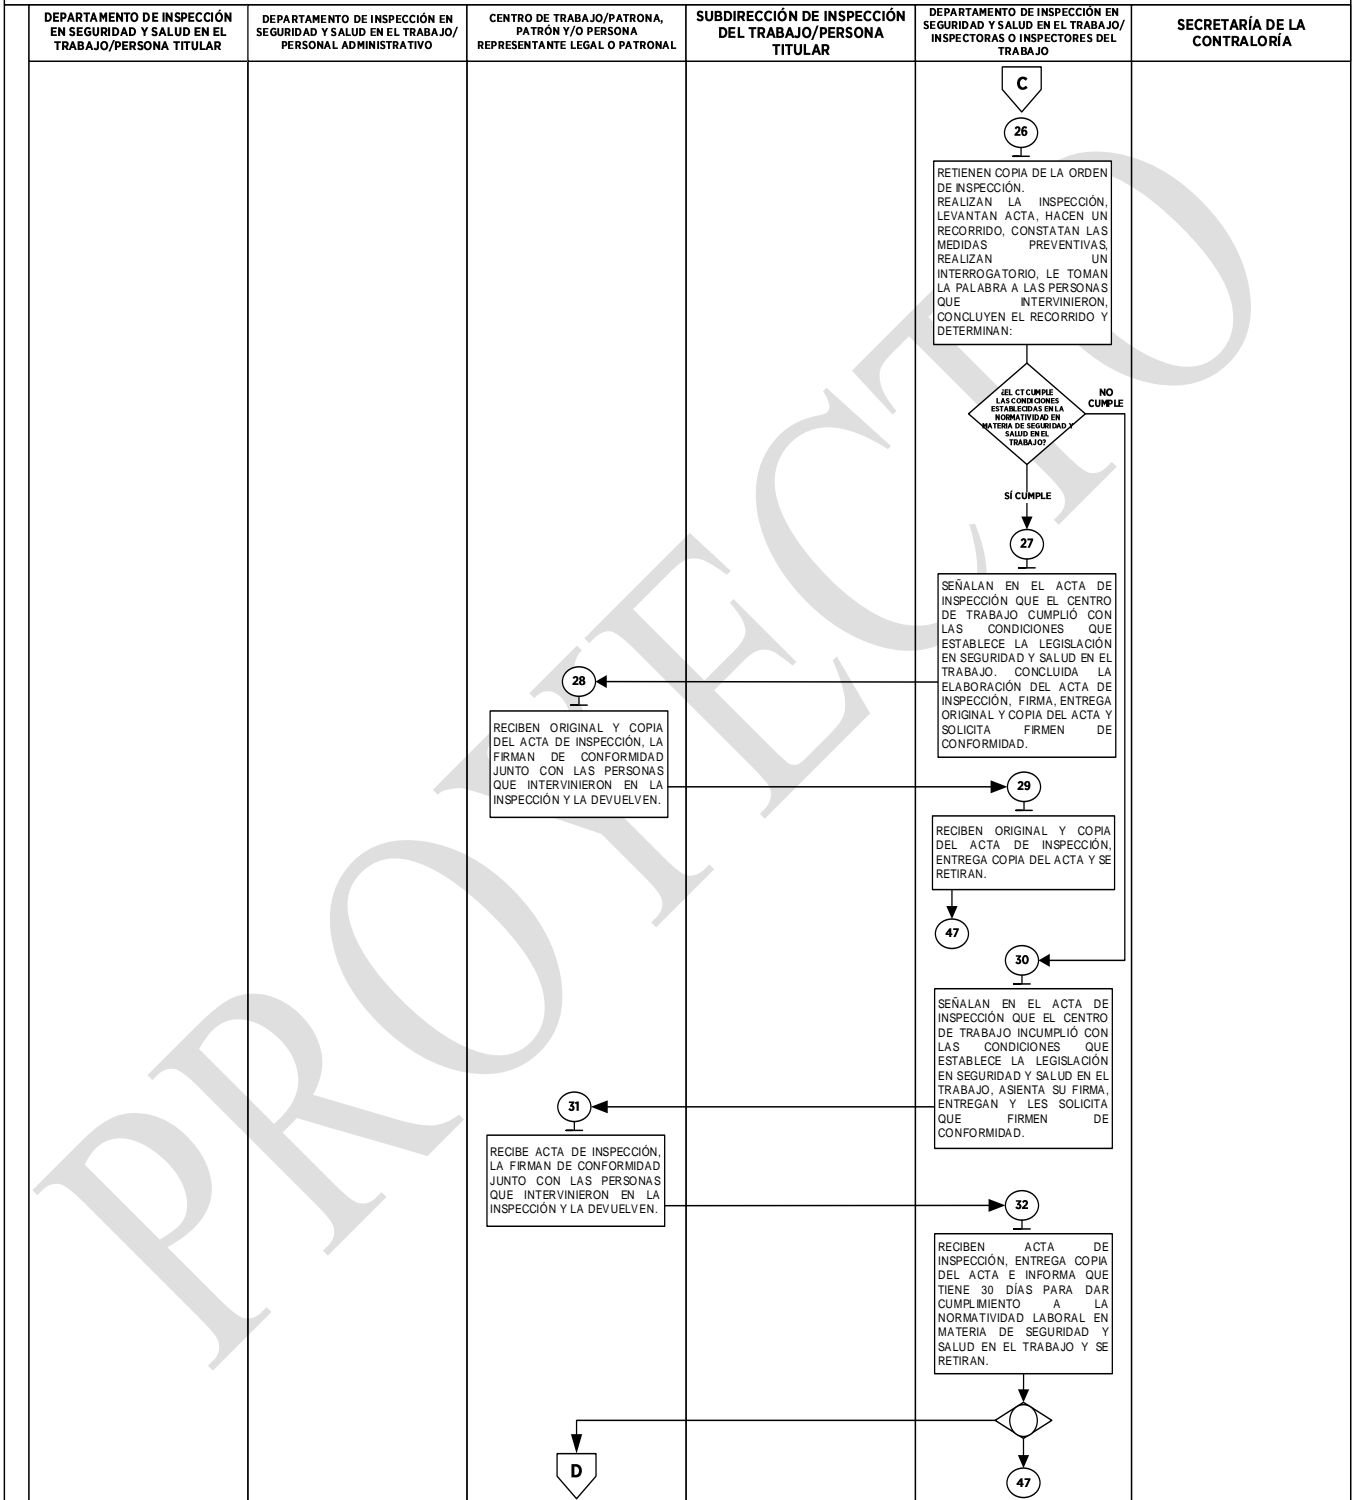 DEPARTAMENTO DE INSPECCIÓN
EN SEGURIDAD Y SALUD EN EL
TRABAJO/PERSONA TITULAR
DEPARTAMENTO DE INSPECCIÓN EN
SEGURIDAD Y SALUD EN EL TRABAJO/
PERSONAL ADMINISTRATIVO
CENTRO DE TRABAJO/PATRONA,
PATRÓN Y/O PERSONA
REPRESENTANTE LEGAL O PATRONAL
SUBDIRECCIÓN DE INSPECCIÓN
DEL TRABAJO/PERSONA
TITULAR
DEPARTAMENTO DE INSPECCIÓN EN
SEGURIDAD Y SALUD EN EL TRABAJO/
INSPECTORAS O INSPECTORES DEL
TRABAJO
SECRETARÍA DE LA
CONTRALORÍA
PROYECTO
C
26
RETIENEN COPIA DE LA ORDEN
DE INSPECCIÓN.
REALIZAN LA INSPECCIÓN,
LEVANTAN ACTA, HACEN UN
RECORRIDO, CONSTATAN LAS
MEDIDAS PREVENTIVAS,
REALIZAN UN
INTERROGATORIO, LE TOMAN
LA PALABRA A LAS PERSONAS
QUE INTERVINIERON,
CONCLUYEN EL RECORRIDO Y
DETERMINAN:
¿EL CT CUMPLE
LAS CONDICIONES
ESTABLECIDAS EN LA
NORMATIVIDAD EN
MATERIA DE SEGURIDAD Y
SALUD EN EL
TRABAJO?
NO
CUMPLE
SÍ CUMPLE
27
SEÑALAN EN EL ACTA DE
INSPECCIÓN QUE EL CENTRO
DE TRABAJO CUMPLIÓ CON
LAS CONDICIONES QUE
ESTABLECE LA LEGISLACIÓN
EN SEGURIDAD Y SALUD EN EL
TRABAJO. CONCLUIDA LA
ELABORACIÓN DEL ACTA DE
INSPECCIÓN, FIRMA, ENTREGA
ORIGINAL Y COPIA DEL ACTA Y
SOLICITA FIRMEN DE
CONFORMIDAD.
28
RECIBEN ORIGINAL Y COPIA
DEL ACTA DE INSPECCIÓN, LA
FIRMAN DE CONFORMIDAD
JUNTO CON LAS PERSONAS
QUE INTERVINIERON EN LA
INSPECCIÓN Y LA DEVUELVEN.
29
RECIBEN ORIGINAL Y COPIA
DEL ACTA DE INSPECCIÓN,
ENTREGA COPIA DEL ACTA Y SE
RETIRAN.
47
30
SEÑALAN EN EL ACTA DE
INSPECCIÓN QUE EL CENTRO
DE TRABAJO INCUMPLIÓ CON
LAS CONDICIONES QUE
ESTABLECE LA LEGISLACIÓN
EN SEGURIDAD Y SALUD EN EL
TRABAJO, ASIENTA SU FIRMA,
ENTREGAN Y LES SOLICITA
QUE FIRMEN DE
CONFORMIDAD.
31
RECIBE ACTA DE INSPECCIÓN,
LA FIRMAN DE CONFORMIDAD
JUNTO CON LAS PERSONAS
QUE INTERVINIERON EN LA
INSPECCIÓN Y LA DEVUELVEN.
32
RECIBEN ACTA DE
INSPECCIÓN, ENTREGA COPIA
DEL ACTA E INFORMA QUE
TIENE 30 DÍAS PARA DAR
CUMPLIMIENTO A LA
NORMATIVIDAD LABORAL EN
MATERIA DE SEGURIDAD Y
SALUD EN EL TRABAJO Y SE
RETIRAN.
D
47